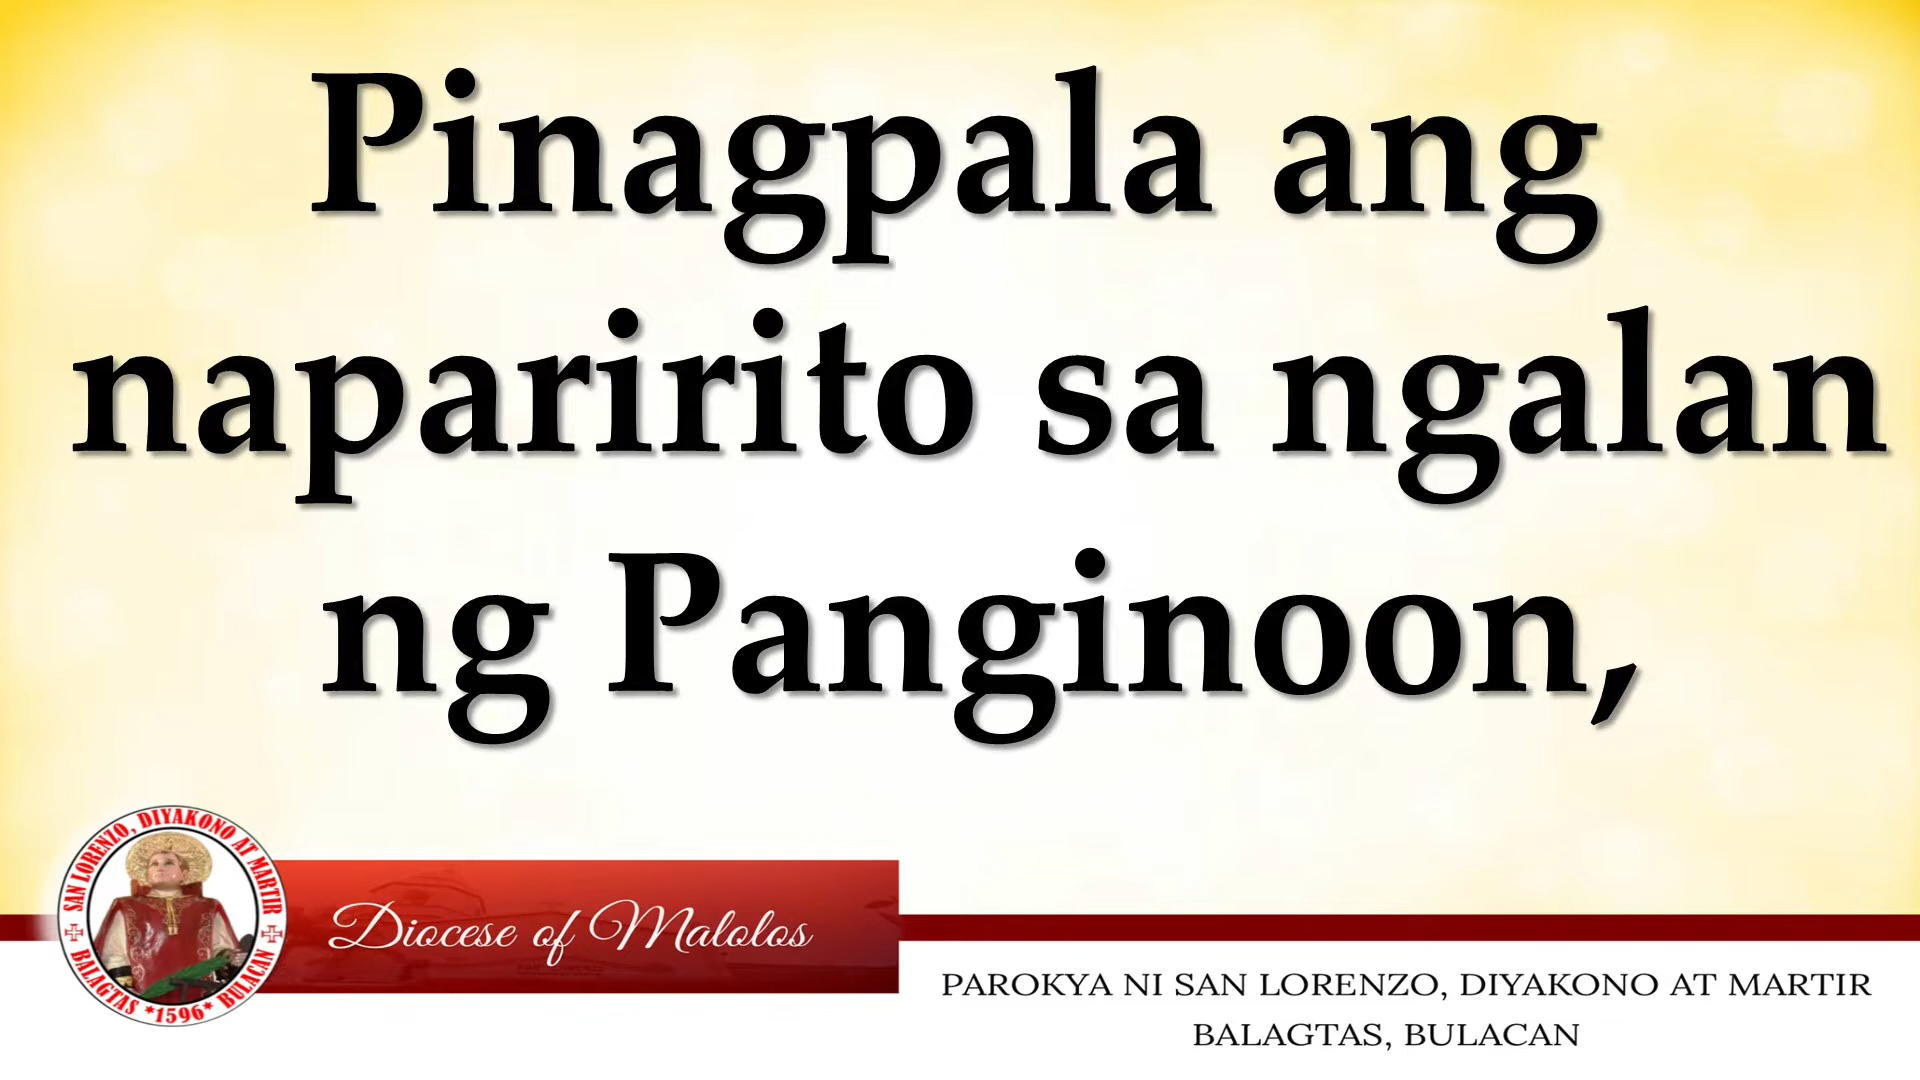 Pinagpala ang
naparirito sa ngalan
ng Panginoon,
SAN LORENZO, DIYAKONO AT MARTIR
BALAGTAS *1596* BULACAN
Diocese of Malolos
PAROKYA NI SAN LORENZO, DIYAKONO AT MARTIR
BALAGTAS, BULACAN